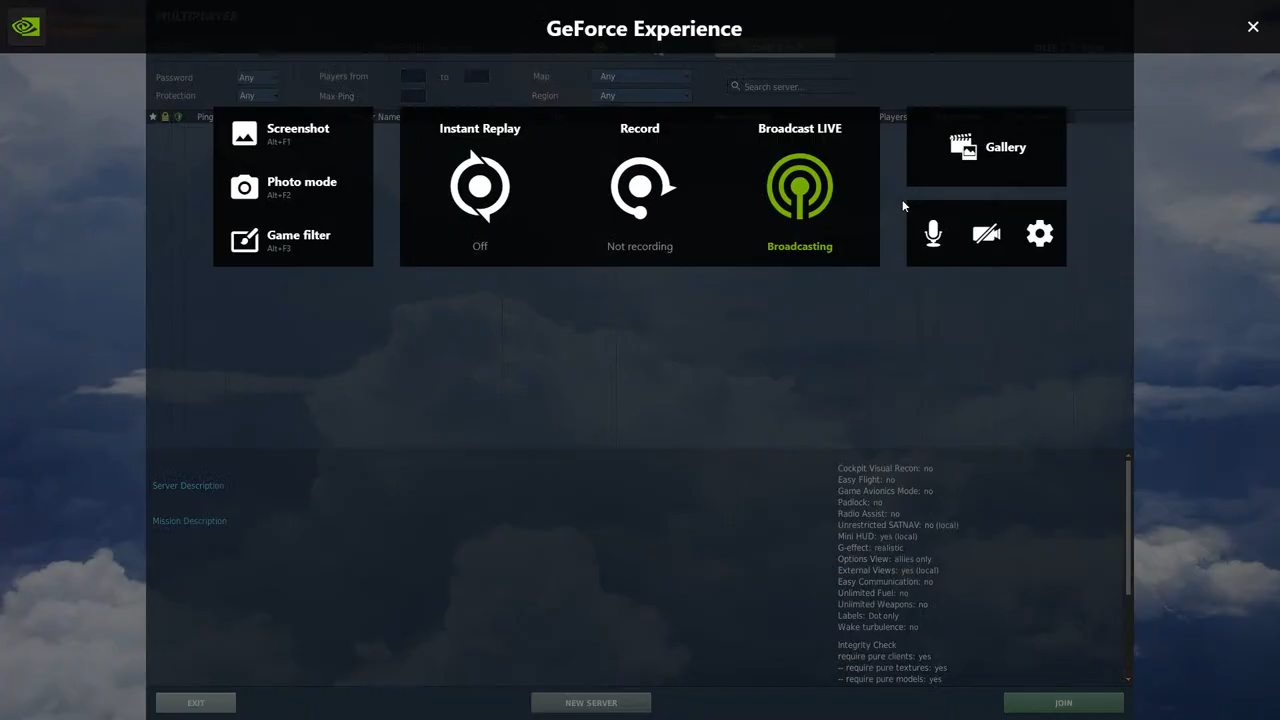 MULTIPLAYER
GeForce Experience
Password Any Players from to Map Any Search server...
Protection Any Max Ping Region Any
Ping Name Players
Screenshot
Alt+F1
Photo mode
Alt+F2
Game filter
Alt+F3
Instant Replay
Off
Record
Not recording
Broadcast LIVE
Broadcasting
Gallery
Server Description
Mission Description
Cockpit Visual Recon: no
Easy Flight: no
Game Avionics Mode: no
Padlock: no
Radio Assist: no
Unrestricted SATNAV: no (local)
Mini HUD: yes (local)
G-effect: realistic
Options View: allies only
External Views: yes (local)
Easy Communication: no
Unlimited Fuel: no
Unlimited Weapons: no
Labels: Dot only
Wake turbulence: no
Integrity Check
require pure clients: yes
-- require pure textures: yes
-- require pure models: yes
EXIT NEW SERVER JOIN